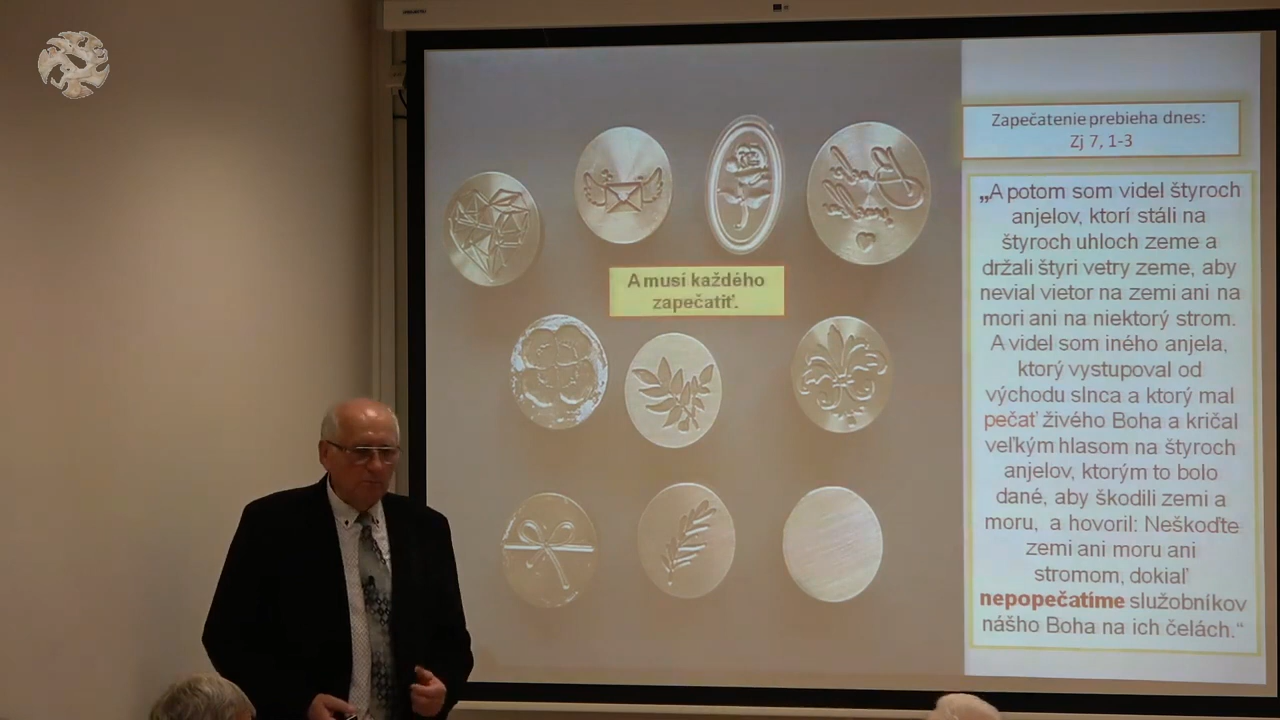 Zapečatenie prebieha dnes:
Zj 7, 1-3
A musí každého
zapečatiť.
„A potom som videl štyroch
anjelov, ktorí stáli na
štyroch uhloch zeme a
držali štyri vetry zeme, aby
nevial vietor na zemi ani na
mori ani na niektorý strom.
A videl som iného anjela,
ktorý vystupoval od
východu slnca a ktorý mal
pečať živého Boha a kričal
veľkým hlasom na štyroch
anjelov, ktorým to bolo
dané, aby škodili zemi a
moru, a hovoril: Neškoďte
zemi ani moru ani
stromom, dokiaľ
nepopečatíme služobníkov
nášho Boha na ich čelách.“